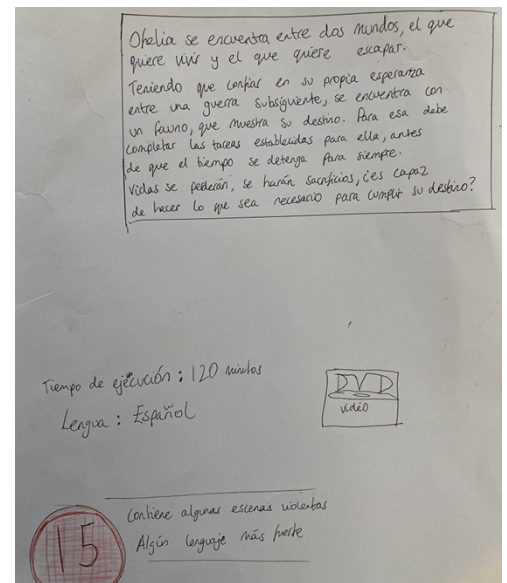 Ofelia se encuentra entre dos mundos, el que
quiere vivir y el que quiere escapar.
Teniendo que confiar en su propia esperanza
entre una guerra subsiguiente, se encuentra con
un fauno, que muestra su destino. Para esa debe
completar las tareas establecidas para ella, antes
de que el tiempo se detenga para siempre.
Vidas se perderán, se harán sacrificios, ¿es capaz
de hacer lo que sea necesario para cumplir su destino?
Tiempo de ejecución : 120 minutos
Lengua : Español
DVD
vidéo
Contiene algunas escenas violentas
Algún lenguaje más fuerte
15